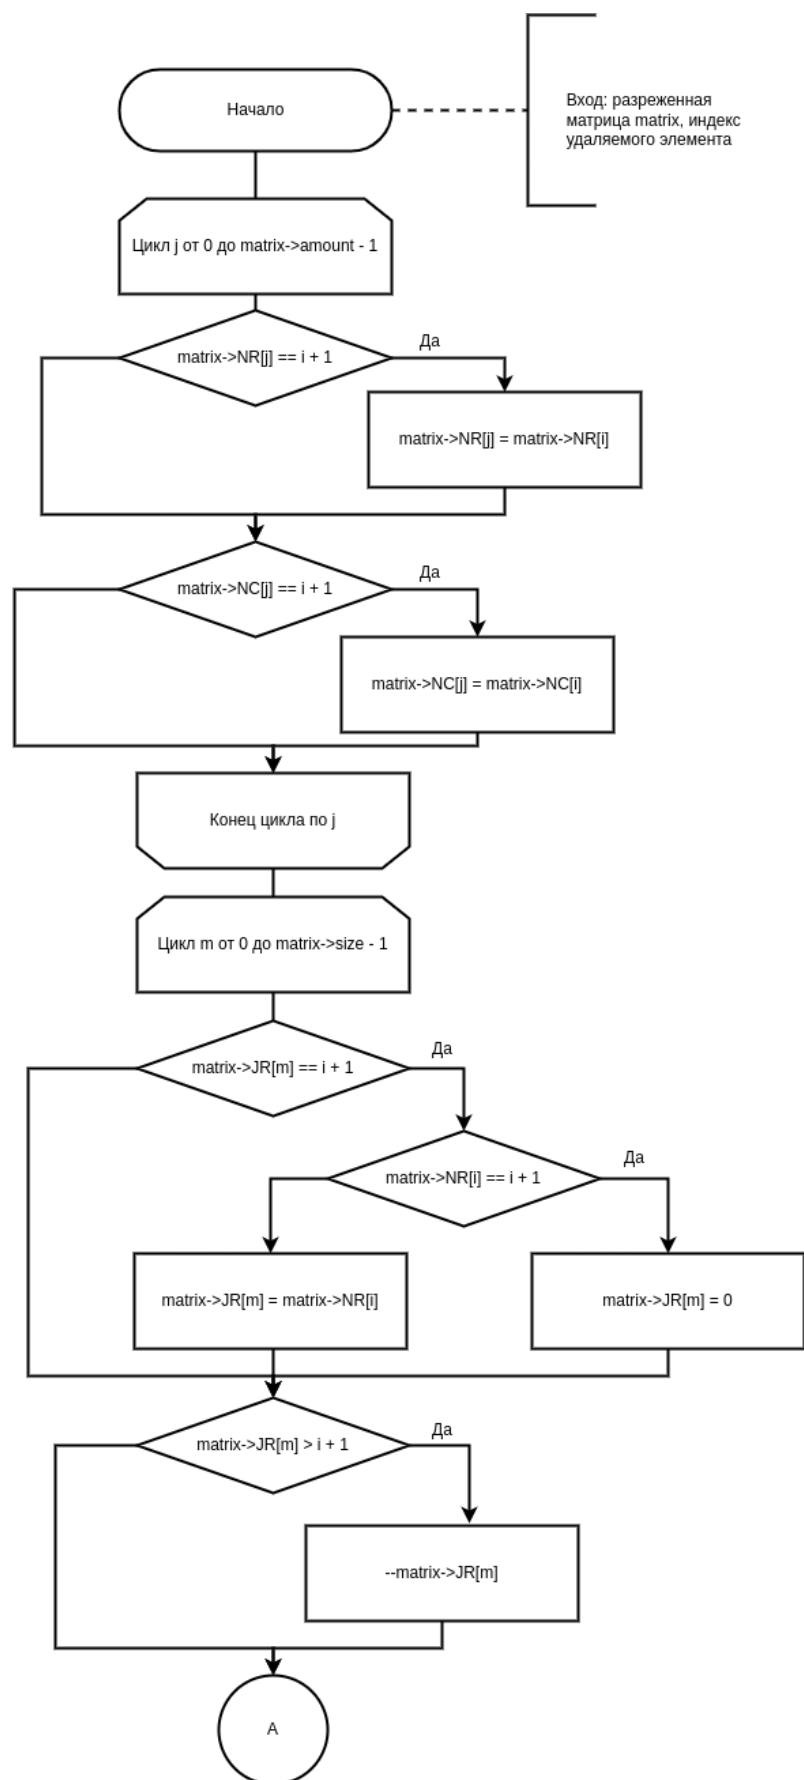 Начало
Вход: разреженная
матрица matrix, индекс
удаляемого элемента
Цикл j от 0 до matrix->amount - 1
matrix->NR[j] == i + 1
Да
matrix->NR[j] = matrix->NR[i]
matrix->NC[j] == i + 1
Да
matrix->NC[j] = matrix->NC[i]
Конец цикла по j
Цикл m от 0 до matrix->size - 1
matrix->JR[m] == i + 1
Да
matrix->NR[i] == i + 1
Да
matrix->JR[m] = matrix->NR[i]
matrix->JR[m] = 0
matrix->JR[m] > i + 1
Да
--matrix->JR[m]
A